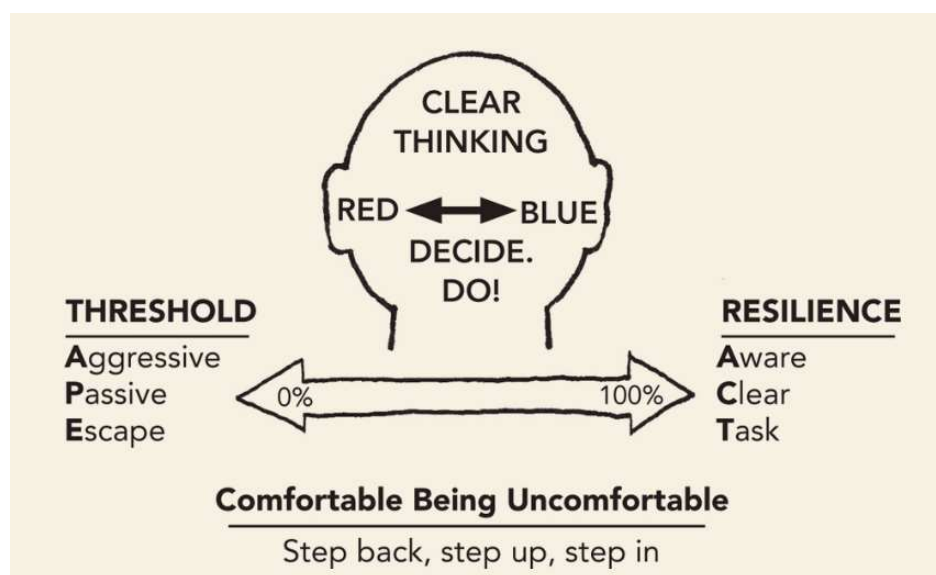 CLEAR
THINKING
RED BLUE
DECIDE.
DO!
THRESHOLD
Aggressive
Passive
Escape
0%
100%
RESILIENCE
Aware
Clear
Task
Comfortable Being Uncomfortable
Step back, step up, step in